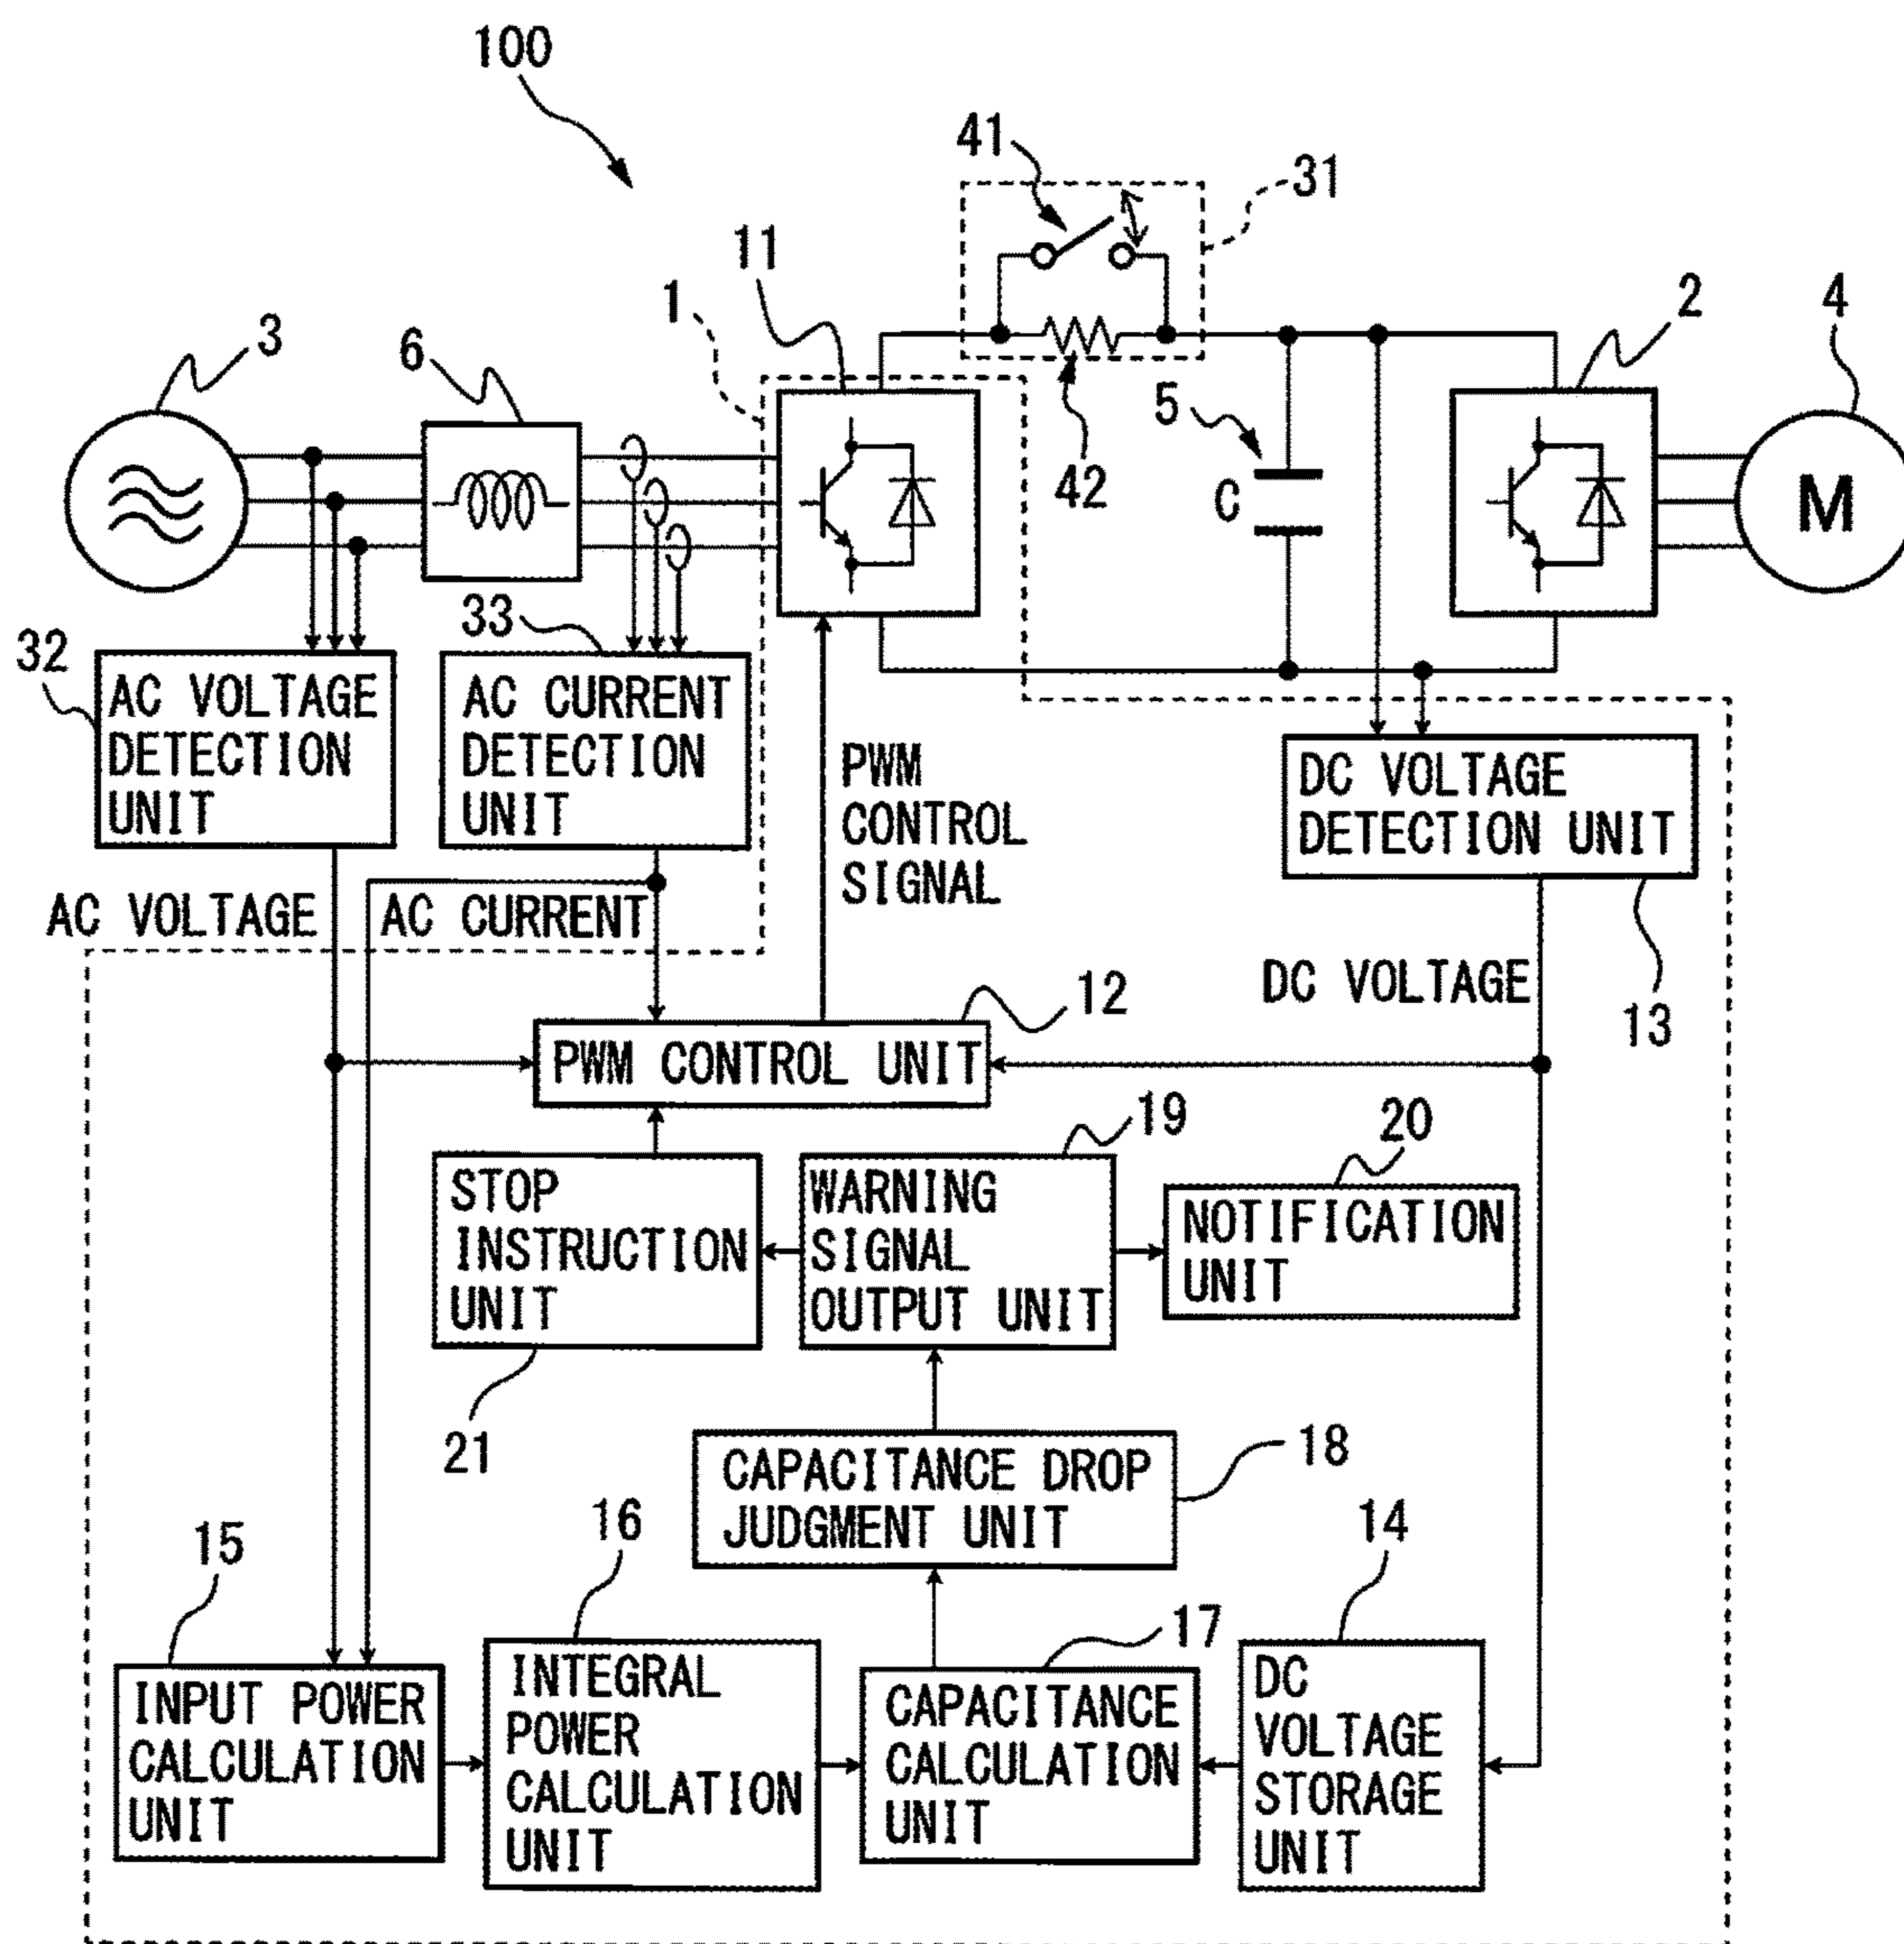 100
41
31
11
1
2
4
3
6
5
42
C
M
33
32
AC VOLTAGE
DETECTION
UNIT
AC CURRENT
DETECTION
UNIT
PWM
CONTROL
SIGNAL
DC VOLTAGE
DETECTION UNIT
AC VOLTAGE
AC CURRENT
DC VOLTAGE
13
12
PWM CONTROL UNIT
19
20
STOP
INSTRUCTION
UNIT
WARNING
SIGNAL
OUTPUT UNIT
NOTIFICATION
UNIT
21
CAPACITANCE DROP
JUDGMENT UNIT
18
15
16
14
17
INPUT POWER
CALCULATION
UNIT
INTEGRAL
POWER
CALCULATION
UNIT
CAPACITANCE
CALCULATION
UNIT
DC
VOLTAGE
STORAGE
UNIT